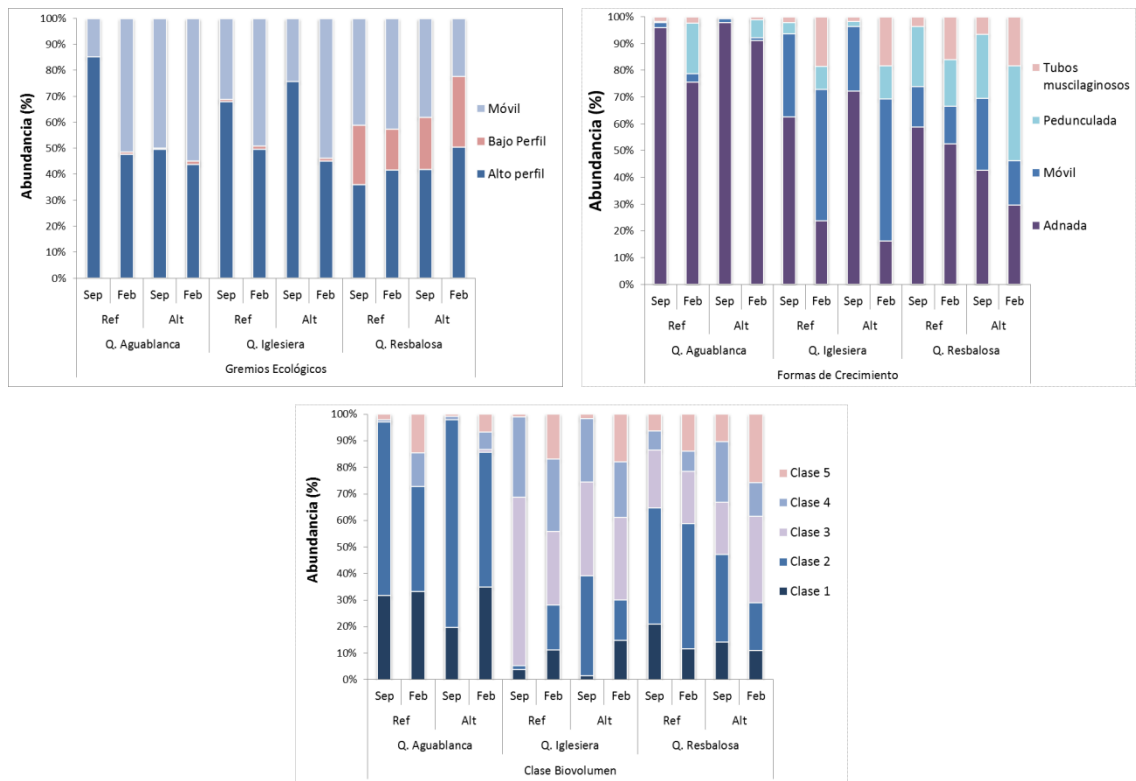 Abundancia (%)
100%
90%
80%
70%
60%
50%
40%
30%
20%
10%
0%
Móvil
Bajo Perfil
Alto perfil
Sep Feb Sep Feb Sep Feb Sep Feb Sep Feb Sep Feb
Ref Alt Ref Alt Ref Alt
Q. Aguablanca Q. Iglesiera Q. Resbalosa
Gremios Ecológicos
Abundancia (%)
100%
90%
80%
70%
60%
50%
40%
30%
20%
10%
0%
Tubos
muscilaginosos
Pedunculada
Móvil
Adnada
Sep Feb Sep Feb Sep Feb Sep Feb Sep Feb Sep Feb
Ref Alt Ref Alt Ref Alt
Q. Aguablanca Q. Iglesiera Q. Resbalosa
Formas de Crecimiento
Abundancia (%)
100%
90%
80%
70%
60%
50%
40%
30%
20%
10%
0%
Clase 5
Clase 4
Clase 3
Clase 2
Clase 1
Sep Feb Sep Feb Sep Feb Sep Feb Sep Feb Sep Feb
Ref Alt Ref Alt Ref Alt
Q. Aguablanca Q. Iglesiera Q. Resbalosa
Clase Biovolumen